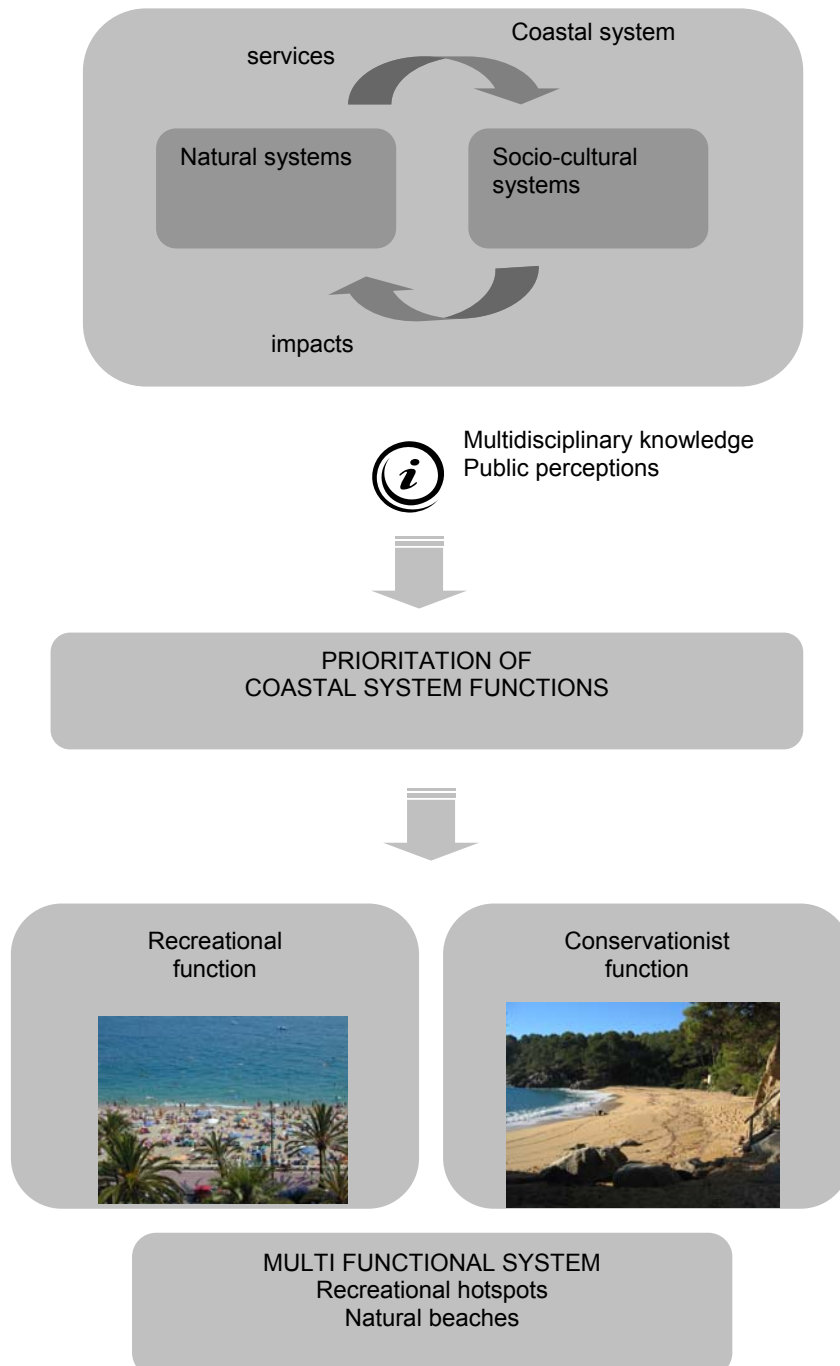 Coastal system
services
Natural systems
Socio-cultural
systems
impacts
i
Multidisciplinary knowledge
Public perceptions
PRIORITATION OF
COASTAL SYSTEM FUNCTIONS
Recreational
function
Conservationist
function
MULTI FUNCTIONAL SYSTEM
Recreational hotspots
Natural beaches